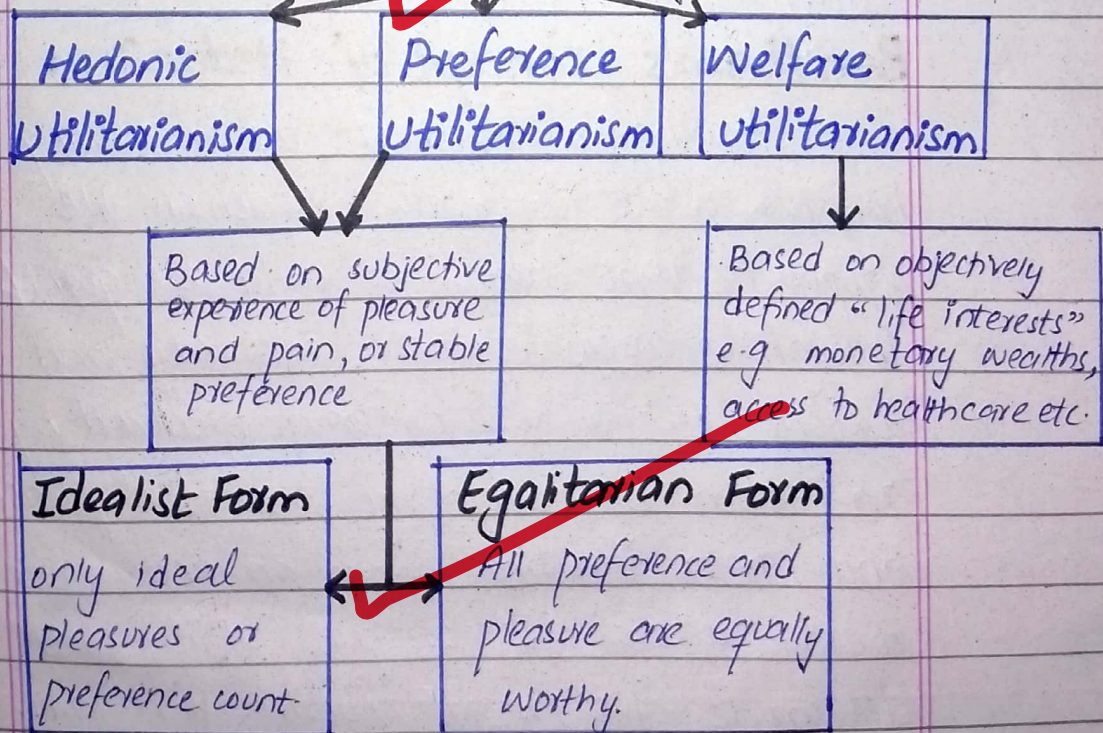 Hedonic
Utilitarianism
Preference
Utilitarianism
Welfare
Utilitarianism
Based on subjective
experience of pleasure
and pain, or stable
preference
Based on objectively
defined "life interests"
e.g monetary wealths,
access to healthcare etc.
Idealist Form
only ideal
pleasures or
preference count.
Egalitarian Form
All preference and
pleasure are equally
worthy.